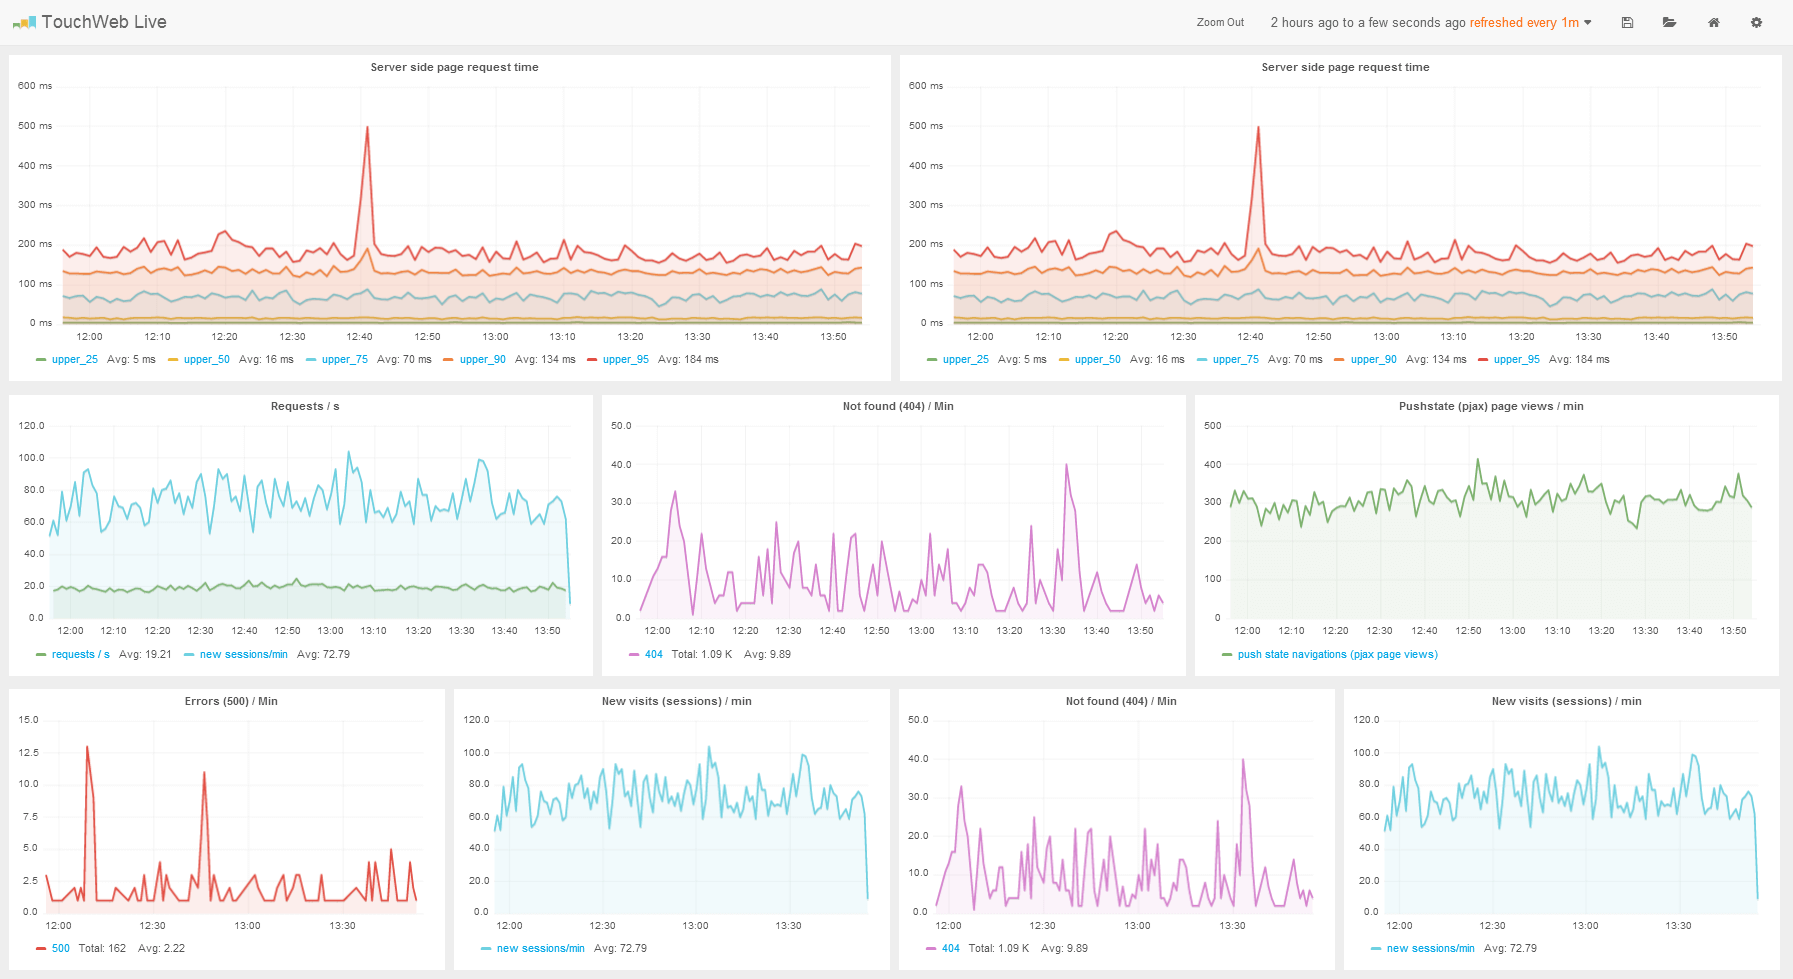 TouchWeb Live
Zoom Out 2 hours ago to a few seconds ago refreshed every 1m
Server side page request time
600 ms
500 ms
400 ms
300 ms
200 ms
100 ms
0 ms
12:00 12:10 12:20 12:30 12:40 12:50 13:00 13:10 13:20 13:30 13:40 13:50
upper_25 Avg: 5 ms upper_50 Avg: 16 ms upper_75 Avg: 70 ms upper_90 Avg: 134 ms upper_95 Avg: 184 ms
Server side page request time
600 ms
500 ms
400 ms
300 ms
200 ms
100 ms
0 ms
12:00 12:10 12:20 12:30 12:40 12:50 13:00 13:10 13:20 13:30 13:40 13:50
upper_25 Avg: 5 ms upper_50 Avg: 16 ms upper_75 Avg: 70 ms upper_90 Avg: 134 ms upper_95 Avg: 184 ms
Requests / s
120.0
100.0
80.0
60.0
40.0
20.0
0.0
12:00 12:10 12:20 12:30 12:40 12:50 13:00 13:10 13:20 13:30 13:40 13:50
requests / s Avg: 19.21 new sessions/min Avg: 72.79
Not found (404) / Min
50.0
40.0
30.0
20.0
10.0
0.0
12:00 12:10 12:20 12:30 12:40 12:50 13:00 13:10 13:20 13:30 13:40 13:50
404 Total: 1.09 K Avg: 9.89
Pushstate (pjax) page views / min
500
400
300
200
100
0
12:00 12:10 12:20 12:30 12:40 12:50 13:00 13:10 13:20 13:30 13:40 13:50
push state navigations (pjax page views)
Errors (500) / Min
15.0
12.5
10.0
7.5
5.0
2.5
0.0
12:00 12:30 13:00 13:30
500 Total: 162 Avg: 2.22
New visits (sessions) / min
120.0
100.0
80.0
60.0
40.0
20.0
0.0
12:00 12:30 13:00 13:30
new sessions/min Avg: 72.79
Not found (404) / Min
50.0
40.0
30.0
20.0
10.0
0.0
12:00 12:30 13:00 13:30
404 Total: 1.09 K Avg: 9.89
New visits (sessions) / min
120.0
100.0
80.0
60.0
40.0
20.0
0.0
12:00 12:30 13:00 13:30
new sessions/min Avg: 72.79